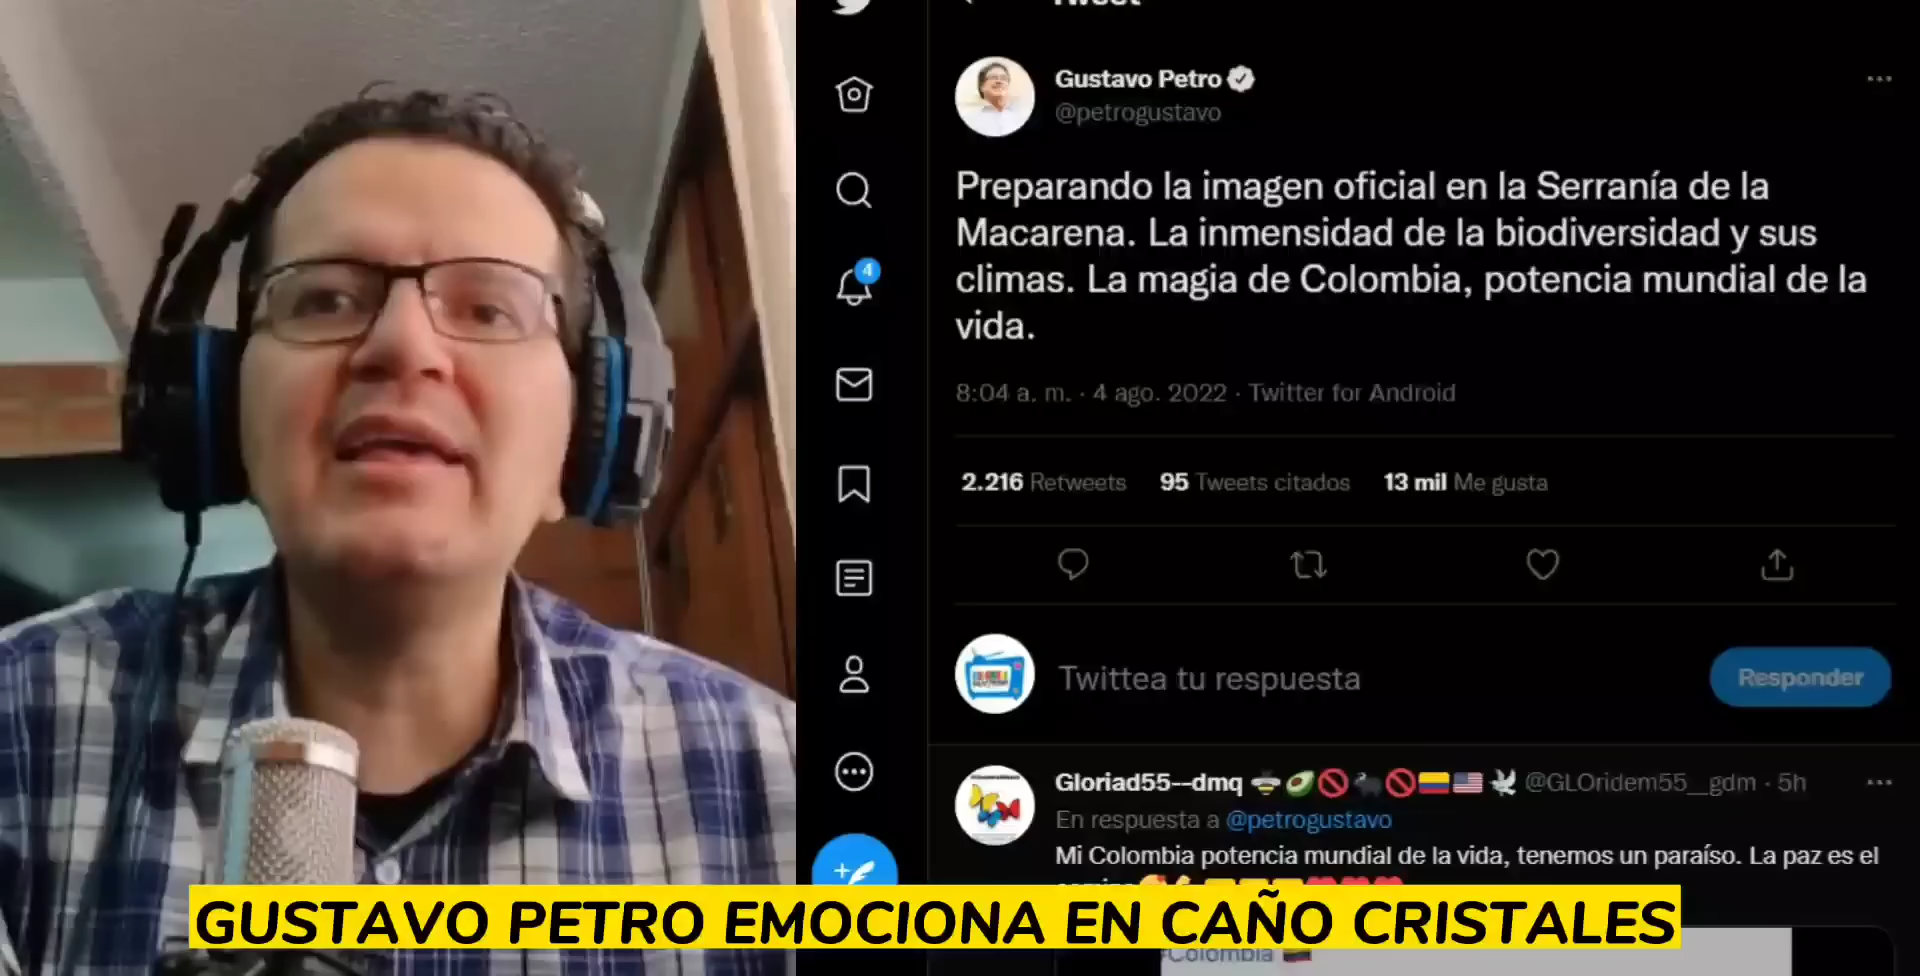 Tweet
Gustavo Petro
@petrogustavo
Preparando la imagen oficial en la Serranía de la
Macarena. La inmensidad de la biodiversidad y sus
climas. La magia de Colombia, potencia mundial de la
vida.
8:04 a. m. · 4 ago. 2022 · Twitter for Android
2.216 Retweets 95 Tweets citados 13 mil Me gusta
4
Twittea tu respuesta
Responder
Gloriad55--dmq 🐝🥑🚫🐜🚫🇨🇴🇺🇸🕊 @GLOridem55__gdm · 5h
En respuesta a @petrogustavo
Mi Colombia potencia mundial de la vida, tenemos un paraíso. La paz es el
GUSTAVO PETRO EMOCIONA EN CAÑO CRISTALES
Colombia